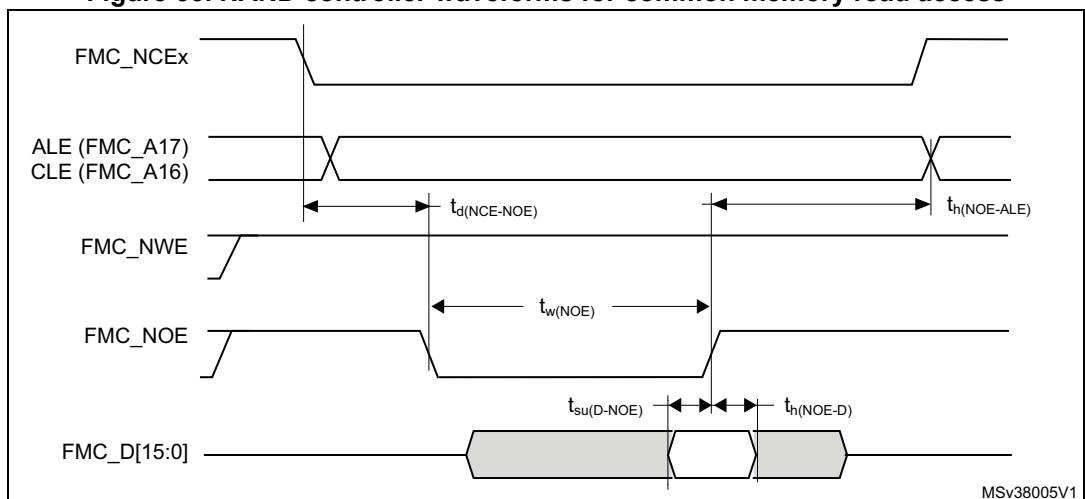 Figure NAND controller waveforms for common memory read access
FMC_NCEx
ALE (FMC_A17)
CLE (FMC_A16)
td(NCE-NOE)
th(NOE-ALE)
FMC_NWE
tw(NOE)
FMC_NOE
tsu(D-NOE)
th(NOE-D)
FMC_D[15:0]
MSv38005V1